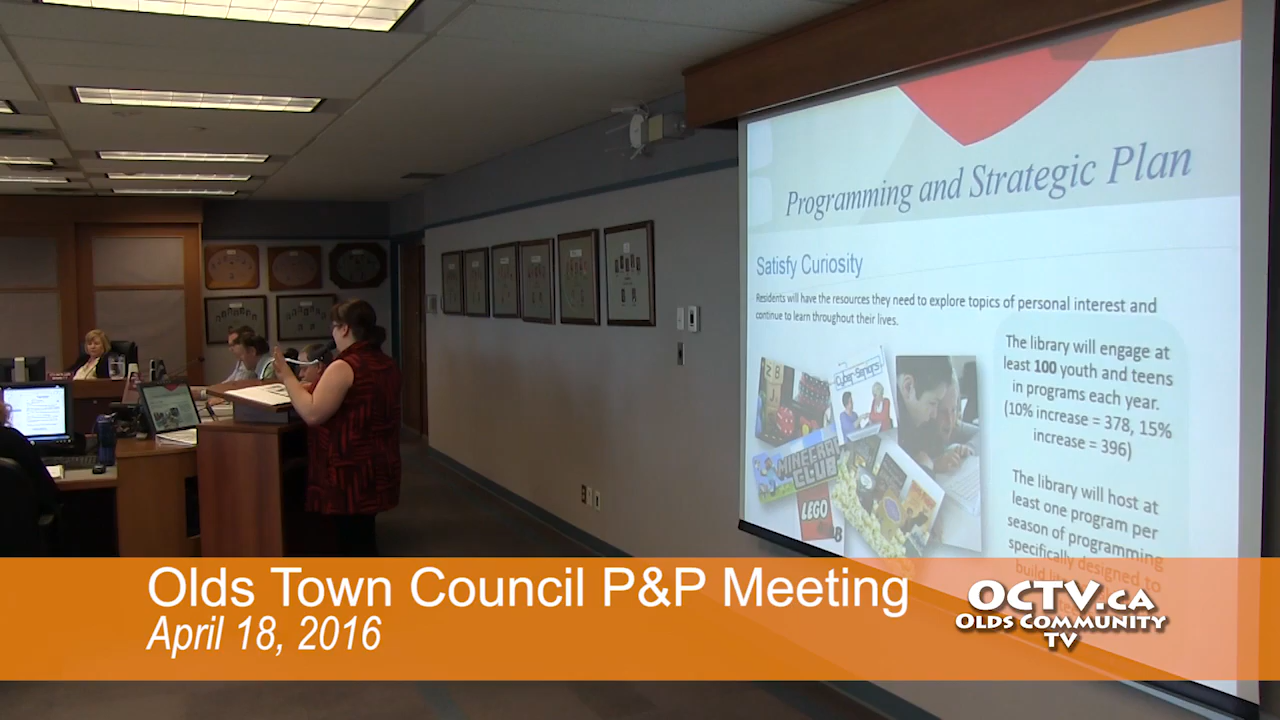 Programming and Strategic Plan
Satisfy Curiosity
Residents will have the resources they need to explore topics of personal interest and
continue to learn throughout their lives.
The library will engage at
least 100 youth and teens
in programs each year.
(10% increase = 378, 15%
increase = 396)
The library will host at
least one program per
season of programming
specifically designed to
MINECRAFT
CLUB
LEGO
Olds Town Council P&P Meeting
April 18, 2016
OCTV.CA
OLDS COMMUNITY
TV